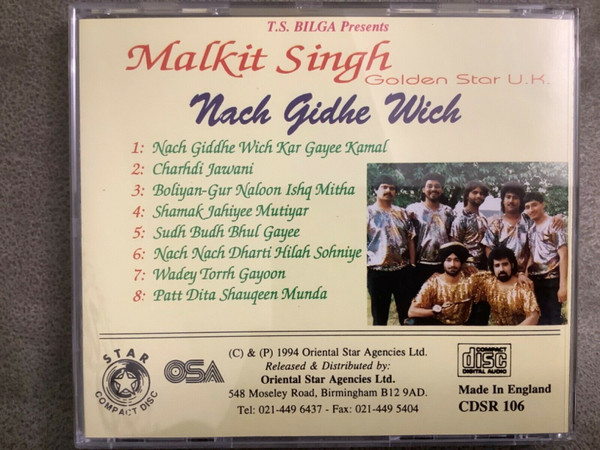 T.S. BILGA Presents
Malkit Singh
Golden Star U.K.
Nach Gidhe Wich
1: Nach Giddhe Wich Kar Gayee Kamal
2: Charhdi Jawani
3: Boliyan-Gur Naloon Ishq Mitha
4: Shamak Jahiyee Mutiyar
5: Sudh Budh Bhul Gayee
6: Nach Nach Dharti Hilah Sohniye
7: Wadey Torrh Gayoon
8: Patt Dita Shauqeen Munda
STAR
COMPACT DISC
OSA
(C) & (P) 1994 Oriental Star Agencies Ltd.
Released & Distributed by:
Oriental Star Agencies Ltd.
548 Moseley Road, Birmingham B12 9AD.
Tel: 021-449 6437 - Fax: 021-449 5404
COMPACT
disc
DIGITAL AUDIO
Made In England
CDSR 106